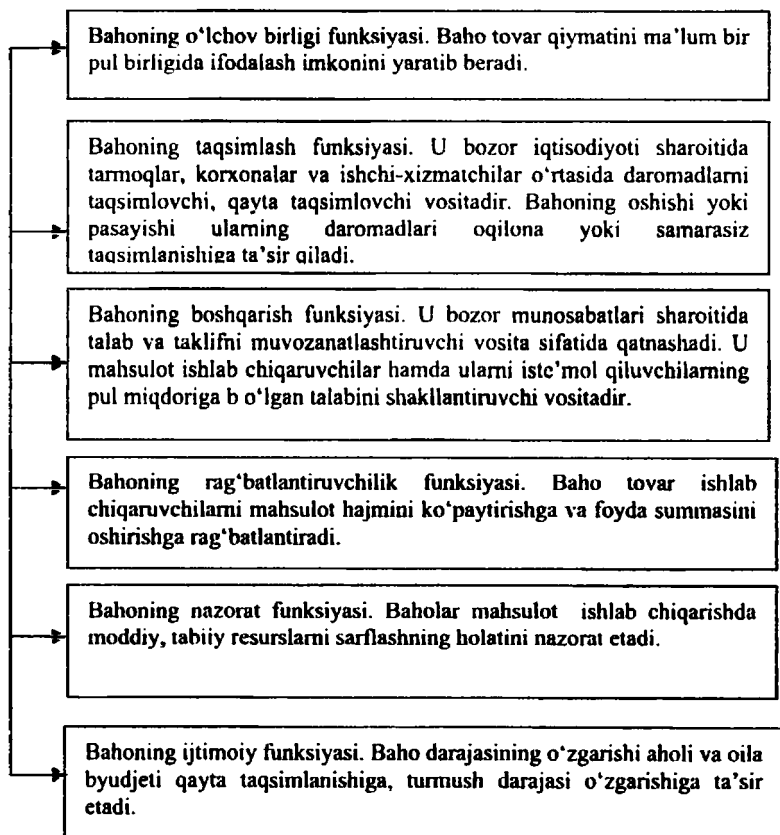 Bahoning o‘lchov birligi funksiyasi. Baho tovar qiymatini ma’lum bir
pul birligida ifodalash imkonini yaratib beradi.
Bahoning taqsimlash funksiyasi. U bozor iqtisodiyoti sharoitida
tarmoqlar, korxonalar va ishchi-xizmatchilar o‘rtasida daromadlarni
taqsimlovchi, qayta taqsimlovchi vositadir. Bahoning oshishi yoki
pasayishi ularning daromadlari oqilona yoki samarasiz
taqsimlanishiga ta’sir qiladi.
Bahoning boshqarish funksiyasi. U bozor munosabatlari sharoitida
talab va taklifni muvozanatlashtiruvchi vosita sifatida qatnashadi. U
mahsulot ishlab chiqaruvchilar hamda ularni iste’mol qiluvchilarning
pul miqdoriga b o‘lgan talabini shakllantiruvchi vositadir.
Bahoning rag‘batlantiruvchilik funksiyasi. Baho tovar ishlab
chiqaruvchilarni mahsulot hajmini ko‘paytirishga va foyda summasini
oshirishga rag‘batlantiradi.
Bahoning nazorat funksiyasi. Baholar mahsulot ishlab chiqarishda
moddiy, tabiiy resurslarni sarflashning holatini nazorat etadi.
Bahoning ijtimoiy funksiyasi. Baho darajasining o‘zgarishi aholi va oila
byudjeti qayta taqsimlanishiga, turmush darajasi o‘zgarishiga ta’sir
etadi.